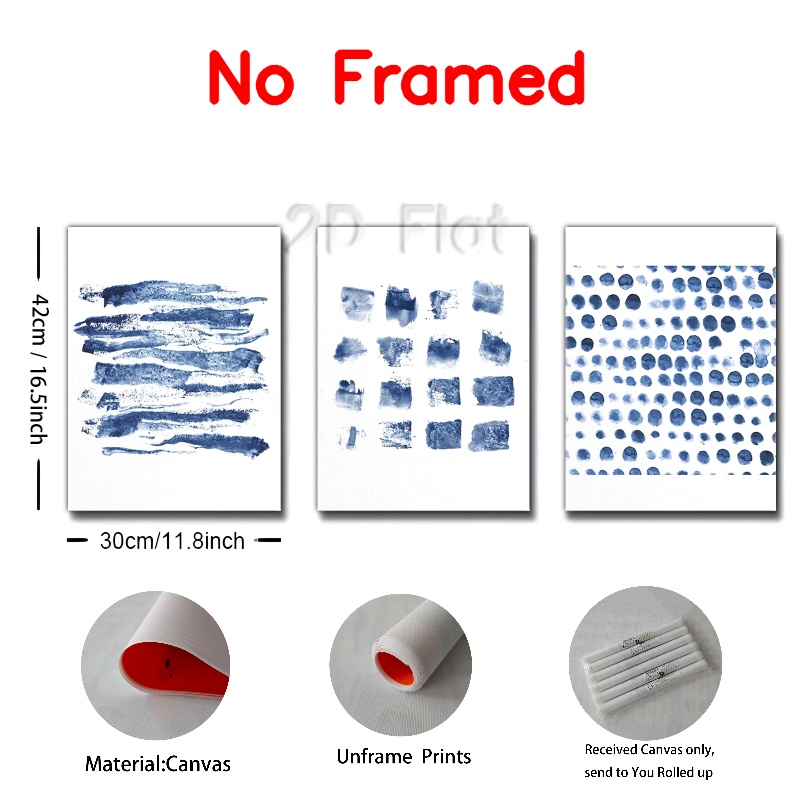 No Framed
2D Flat
42cm / 16.5inch
30cm/11.8inch
Material:Canvas
Unframe Prints
Received Canvas only,
send to You Rolled up